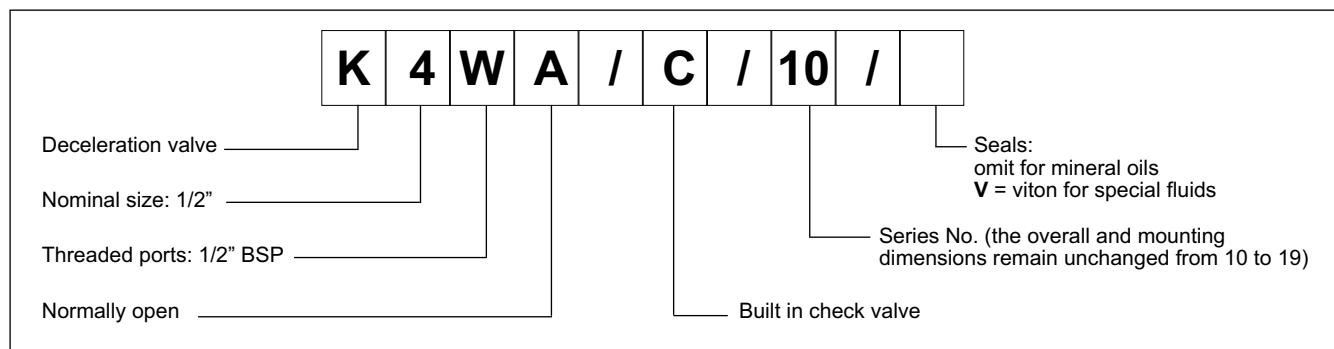 K 4 W A / C / 10 /
Deceleration valve
Nominal size: 1/2”
Threaded ports: 1/2” BSP
Normally open
Seals:
omit for mineral oils
V = viton for special fluids
Series No. (the overall and mounting
dimensions remain unchanged from 10 to 19)
Built in check valve